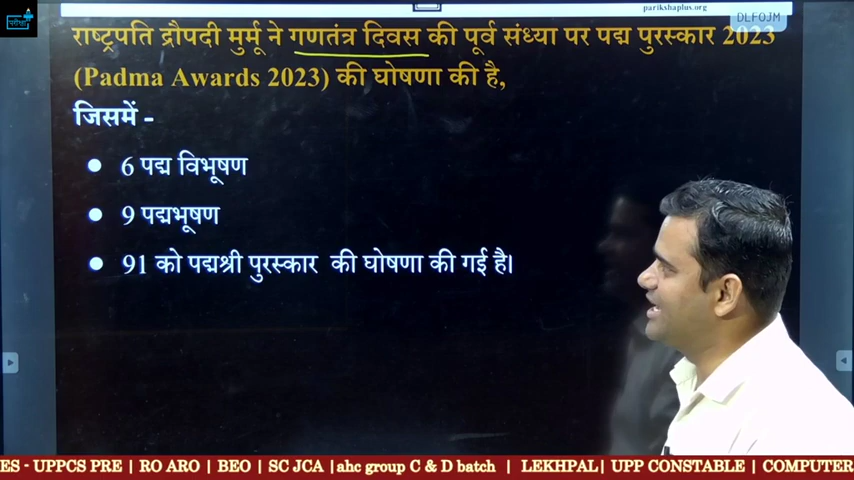 परीक्षा
parikshaplus.org
DLFOJM
राष्ट्रपति द्रौपदी मुर्मू ने गणतंत्र दिवस की पूर्व संध्या पर पद्म पुरस्कार 2023
(Padma Awards 2023) की घोषणा की है,
जिसमें -
6 पद्म विभूषण
9 पद्मभूषण
91 को पद्मश्री पुरस्कार की घोषणा की गई है।
ES - UPPCS PRE | RO ARO | BEO | SC JCA | ahc group C & D batch | LEKHPAL | UPP CONSTABLE | COMPUTER